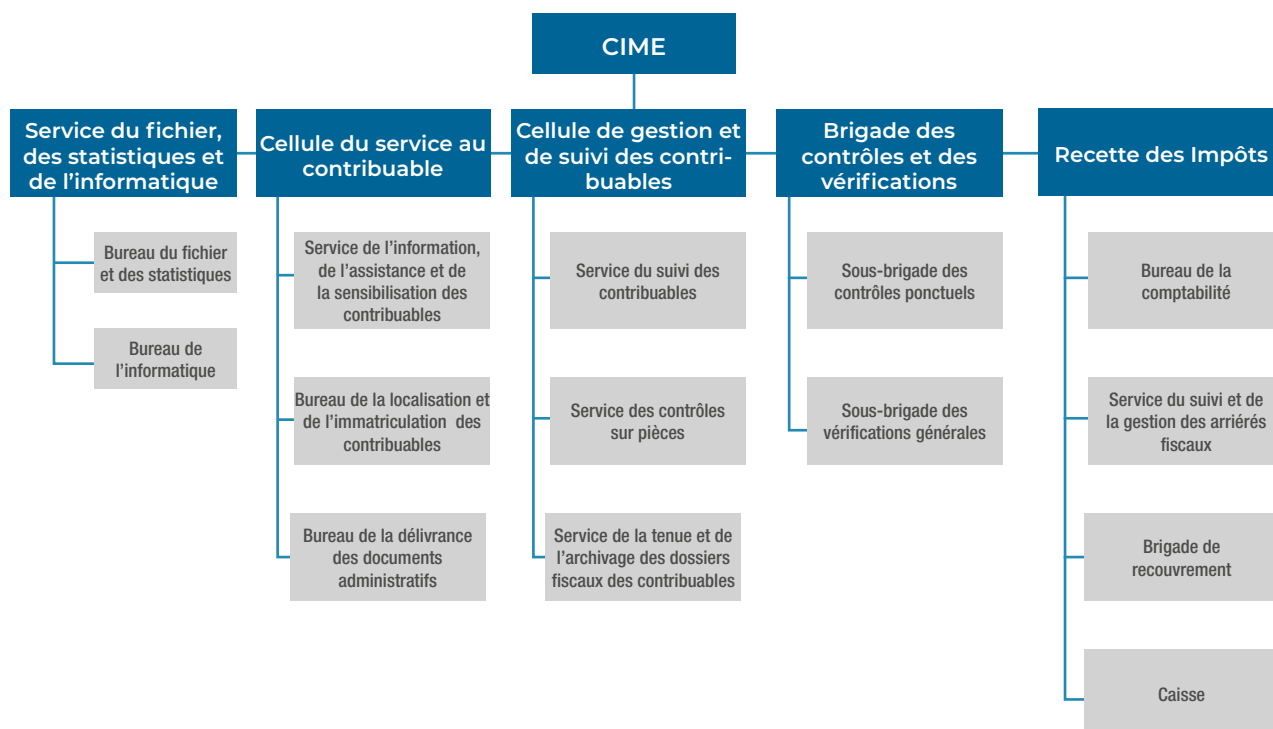 CIME
Service du fichier,
des statistiques et
de l'informatique
Cellule du service au
contribuable
Cellule de gestion et
de suivi des contri-
buables
Brigade des
contrôles et des
vérifications
Recette des Impôts
Bureau du fichier
et des statistiques
Bureau de
l'informatique
Service de l'information,
de l'assistance et de
la sensibilisation des
contribuables
Bureau de la localisation et
de l'immatriculation des
contribuables
Bureau de la délivrance
des documents
administratifs
Service du suivi des
contribuables
Service des contrôles
sur pièces
Service de la tenue et de
l'archivage des dossiers
fiscaux des contribuables
Sous-brigade des
contrôles ponctuels
Sous-brigade des
vérifications générales
Bureau de la
comptabilité
Service du suivi et de
la gestion des arriérés
fiscaux
Brigade de
recouvrement
Caisse